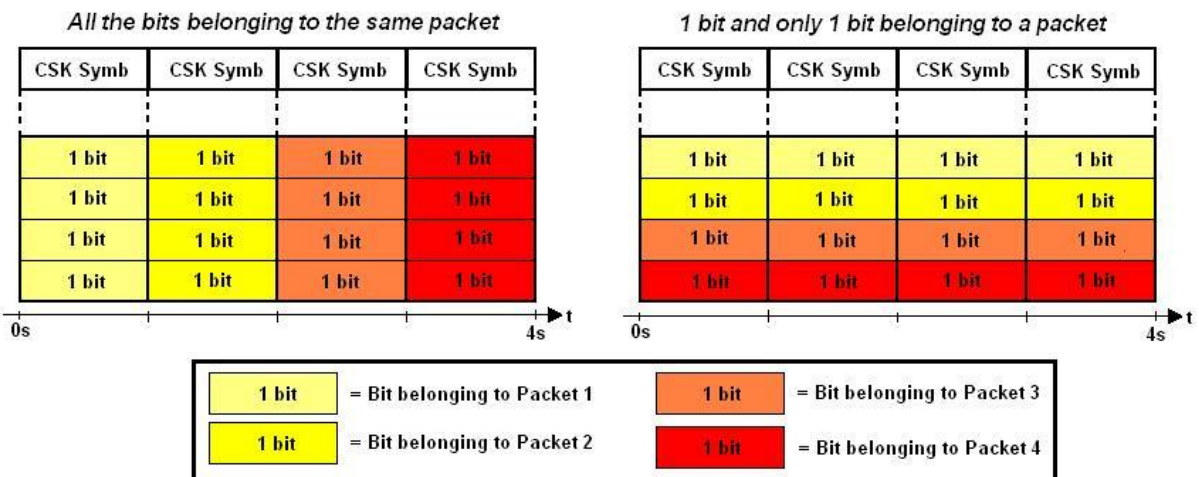 All the bits belonging to the same packet
CSK Symb CSK Symb CSK Symb CSK Symb
1 bit 1 bit 1 bit 1 bit
1 bit 1 bit 1 bit 1 bit
1 bit 1 bit 1 bit 1 bit
1 bit 1 bit 1 bit 1 bit
0s 4s t
1 bit and only 1 bit belonging to a packet
CSK Symb CSK Symb CSK Symb CSK Symb
1 bit 1 bit 1 bit 1 bit
1 bit 1 bit 1 bit 1 bit
1 bit 1 bit 1 bit 1 bit
1 bit 1 bit 1 bit 1 bit
0s 4s t
1 bit = Bit belonging to Packet 1
1 bit = Bit belonging to Packet 2
1 bit = Bit belonging to Packet 3
1 bit = Bit belonging to Packet 4